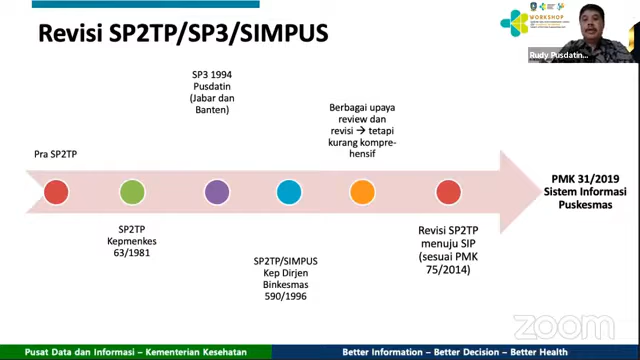 Revisi SP2TP/SP3/SIMPUS
WORKSHOP
Rudy Pusdatin...
SP3 1994
Pusdatin
(Jabar dan
Banten)
Berbagai upaya
review dan
revisi → tetapi
kurang kompre-
hensif
Pra SP2TP
PMK 31/2019
Sistem Informasi
Puskesmas
SP2TP
Kepmenkes
63/1981
Revisi SP2TP
menuju SIP
(sesuai PMK
75/2014)
SP2TP/SIMPUS
Kep Dirjen
Binkesmas
590/1996
zoom
Pusat Data dan Informasi – Kementerian Kesehatan
Better Information – Better Decision – Better Health